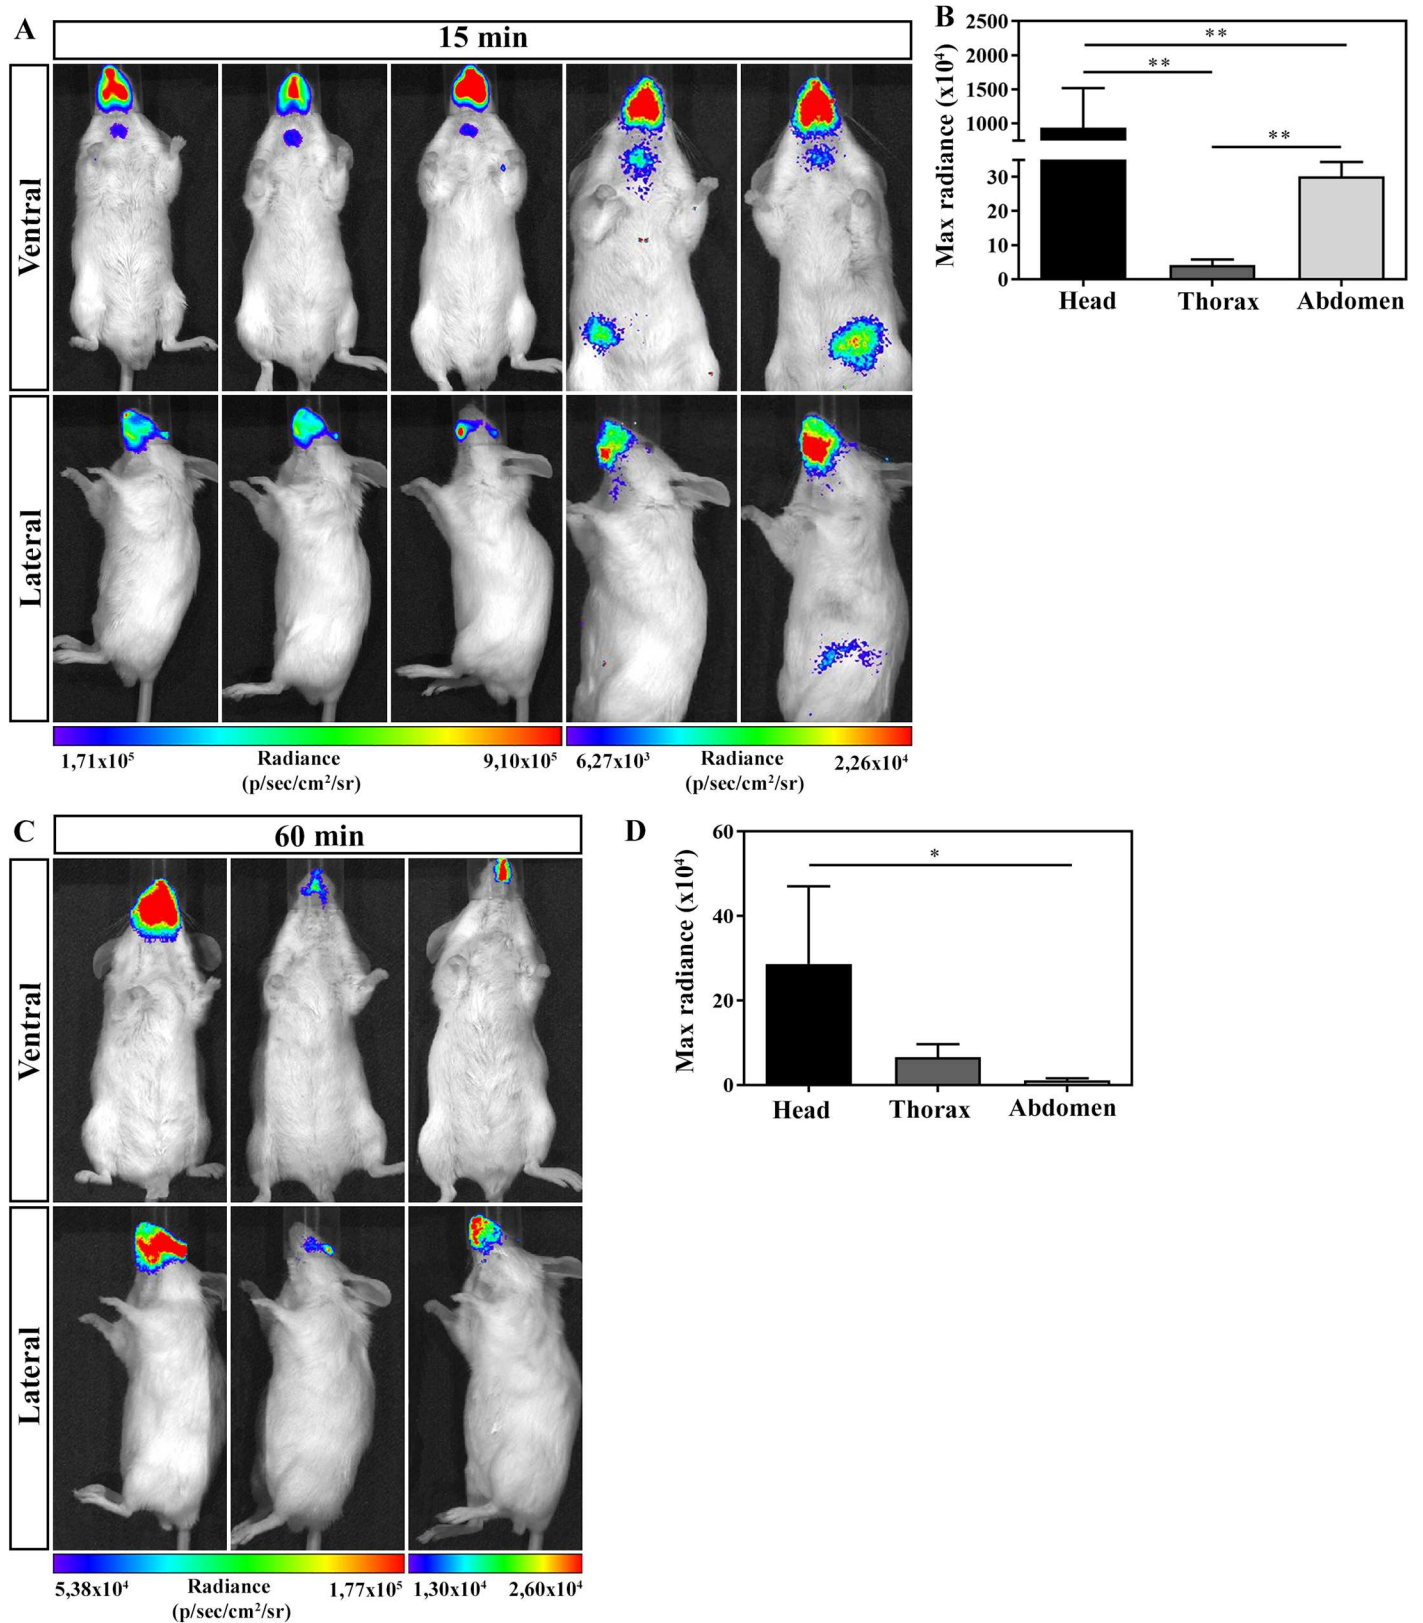 A
15 min
Ventral
Lateral
1,71x10⁵
Radiance
(p/sec/cm²/sr)
9,10x10⁵
6,27x10³
Radiance
(p/sec/cm²/sr)
2,26x10⁴
B
Max radiance (x10⁴)
2500
2000
1500
1000
30
20
10
0
**
**
**
Head
Thorax
Abdomen
C
60 min
Ventral
Lateral
5,38x10⁴
Radiance
(p/sec/cm²/sr)
1,77x10⁵
1,30x10⁴
2,60x10⁴
D
Max radiance (x10⁴)
60
40
20
0
*
Head
Thorax
Abdomen